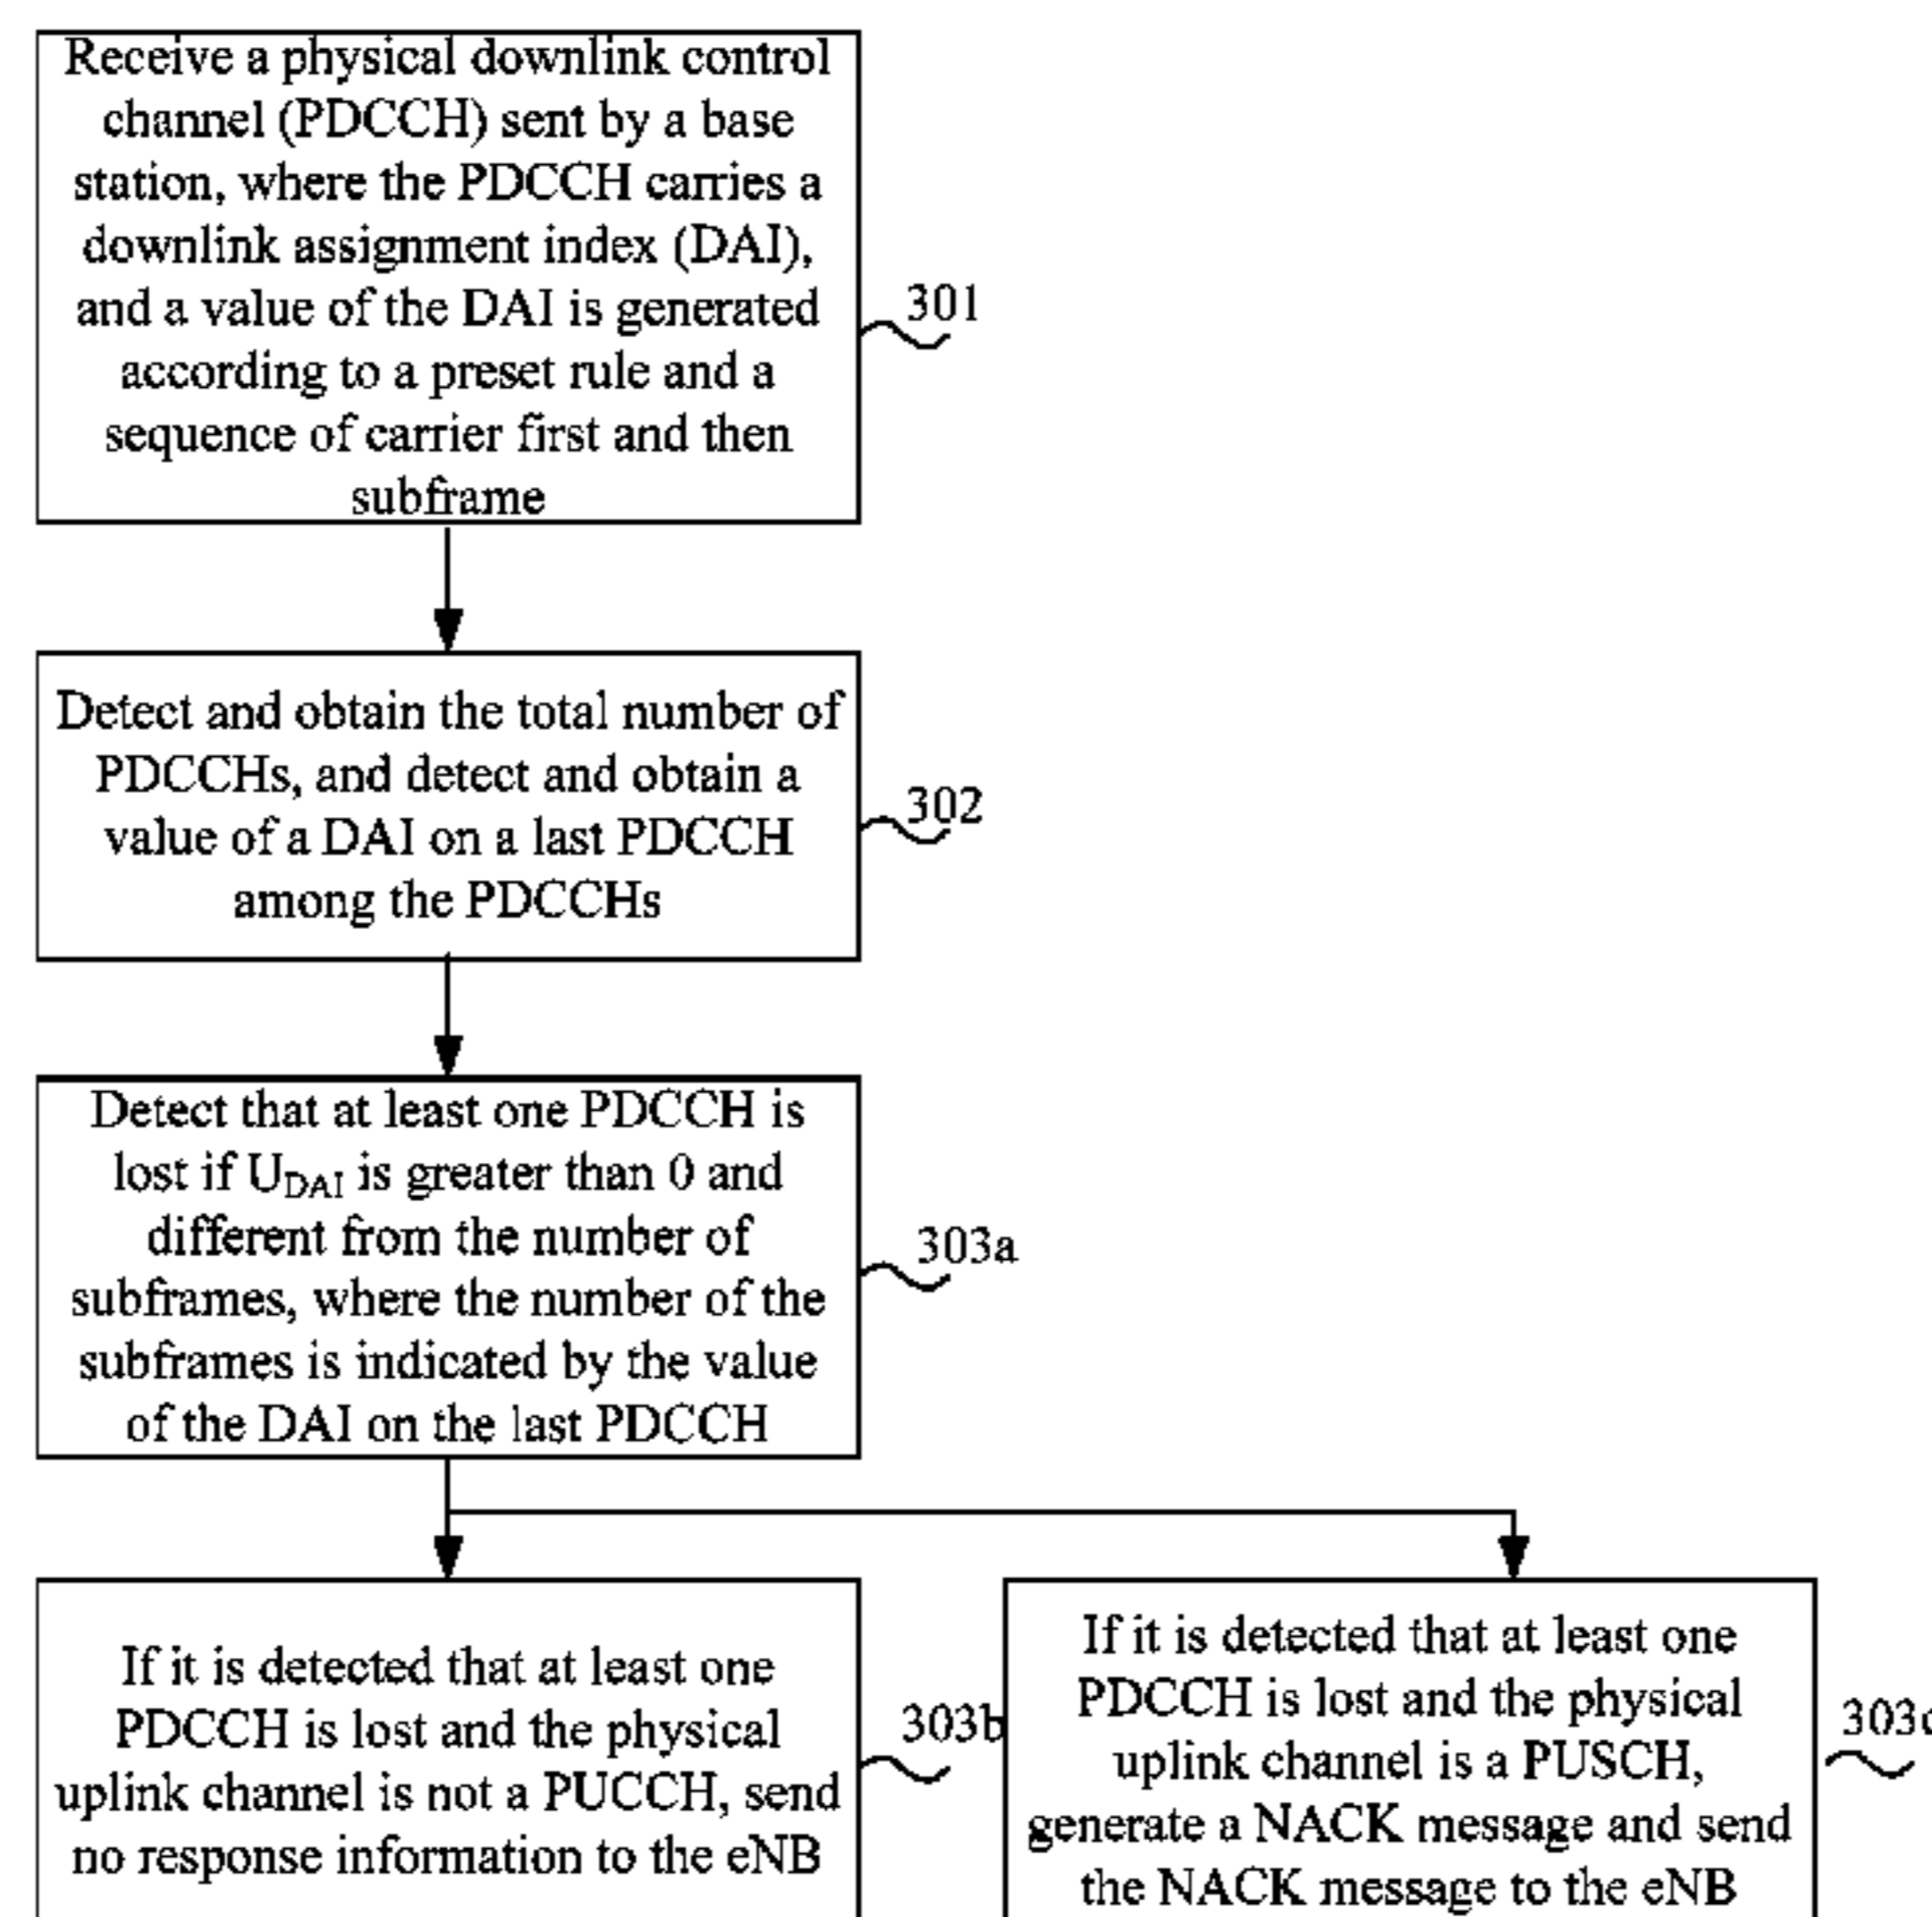 Receive a physical downlink control
channel (PDCCH) sent by a base
station, where the PDCCH carries a
downlink assignment index (DAI),
and a value of the DAI is generated
according to a preset rule and a
sequence of carrier first and then
subframe
301
Detect and obtain the total number of
PDCCHs, and detect and obtain a
value of a DAI on a last PDCCH
among the PDCCHs
302
Detect that at least one PDCCH is
lost if UDAI is greater than 0 and
different from the number of
subframes, where the number of the
subframes is indicated by the value
of the DAI on the last PDCCH
303a
If it is detected that at least one
PDCCH is lost and the physical
uplink channel is not a PUCCH, send
no response information to the eNB
303b
If it is detected that at least one
PDCCH is lost and the physical
uplink channel is a PUSCH,
generate a NACK message and send
the NACK message to the eNB
303c